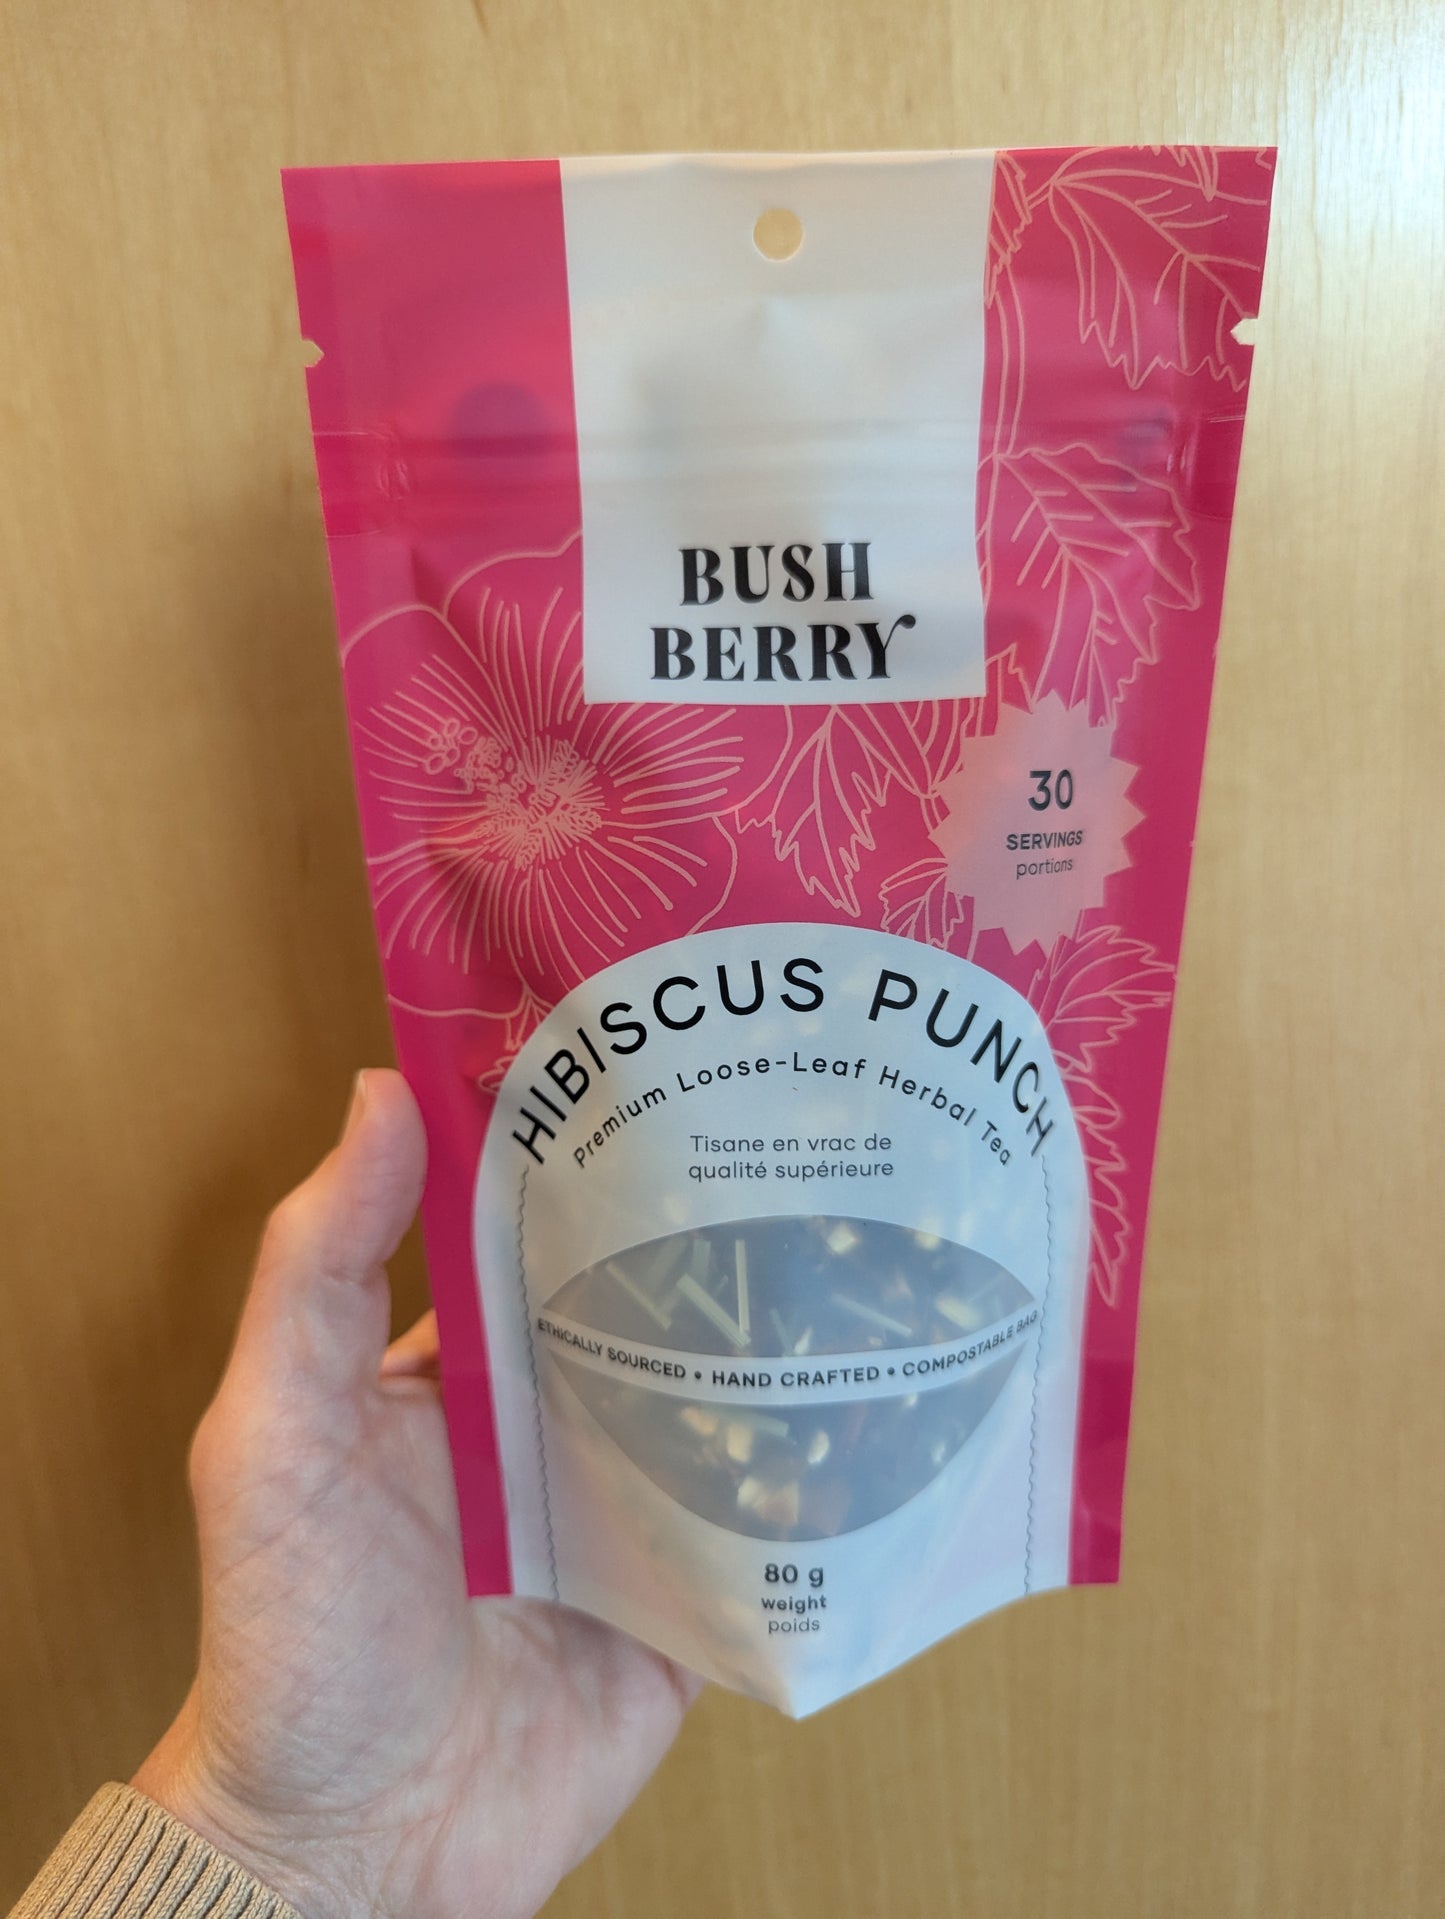 BUSH
BERRY
30
SERVINGS
portions
HIBISCUS PUNCH
Premium Loose-Leaf Herbal Tea
Tisane en vrac de
qualité supérieure
ETHICALLY SOURCED • HAND CRAFTED • COMPOSTABLE BAG
80 g
weight
poids